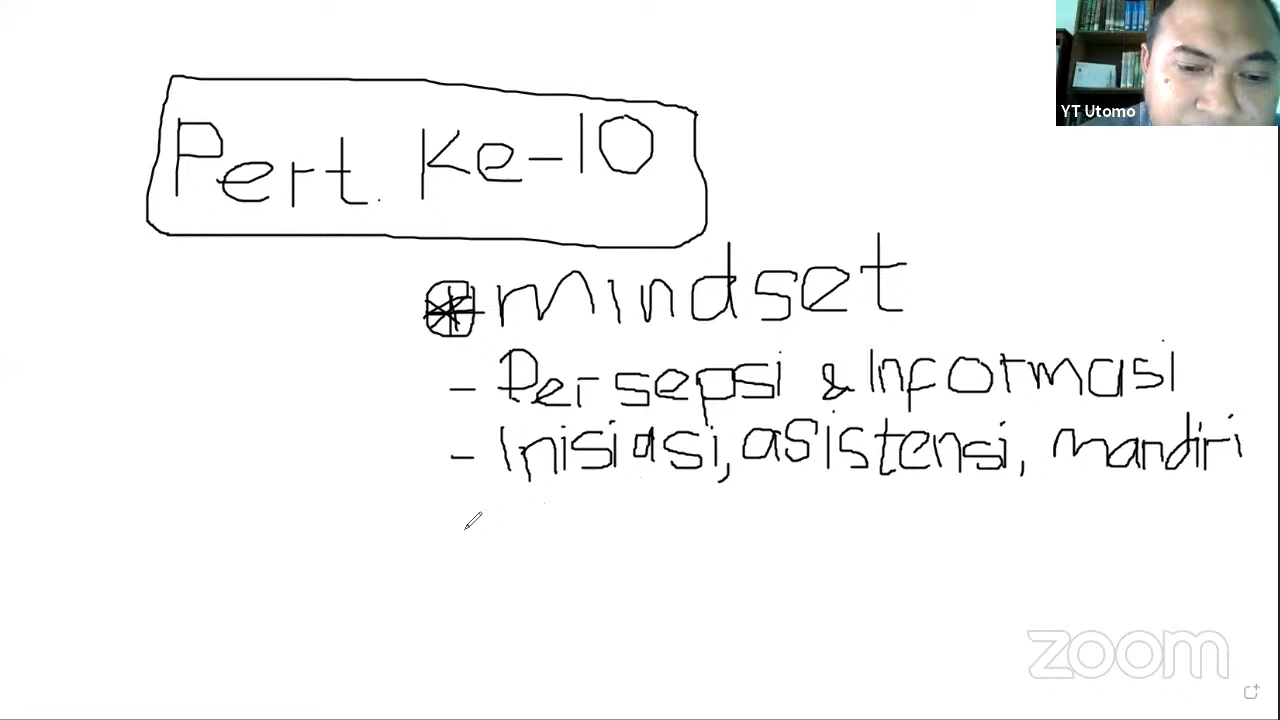 YT Utomo
Pert. Ke-10
mindset
- Persepsi & Informasi
- Inisiasi, asistensi, mandiri
zoom